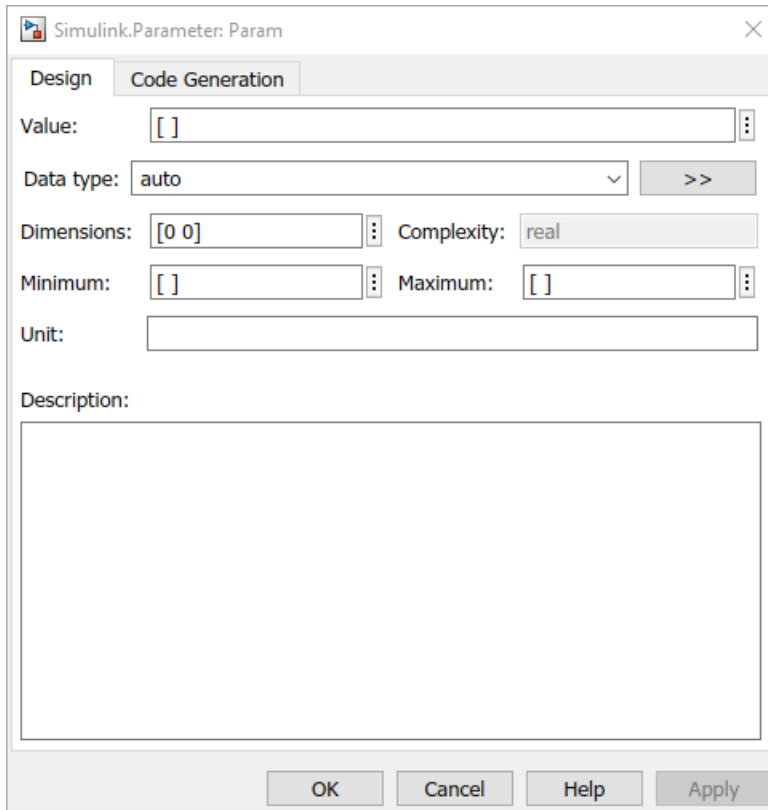 Simulink.Parameter: Param
Design Code Generation
Value: [ ]
Data type: auto >>
Dimensions: [0 0] Complexity: real
Minimum: [ ] Maximum: [ ]
Unit:
Description:
OK Cancel Help Apply